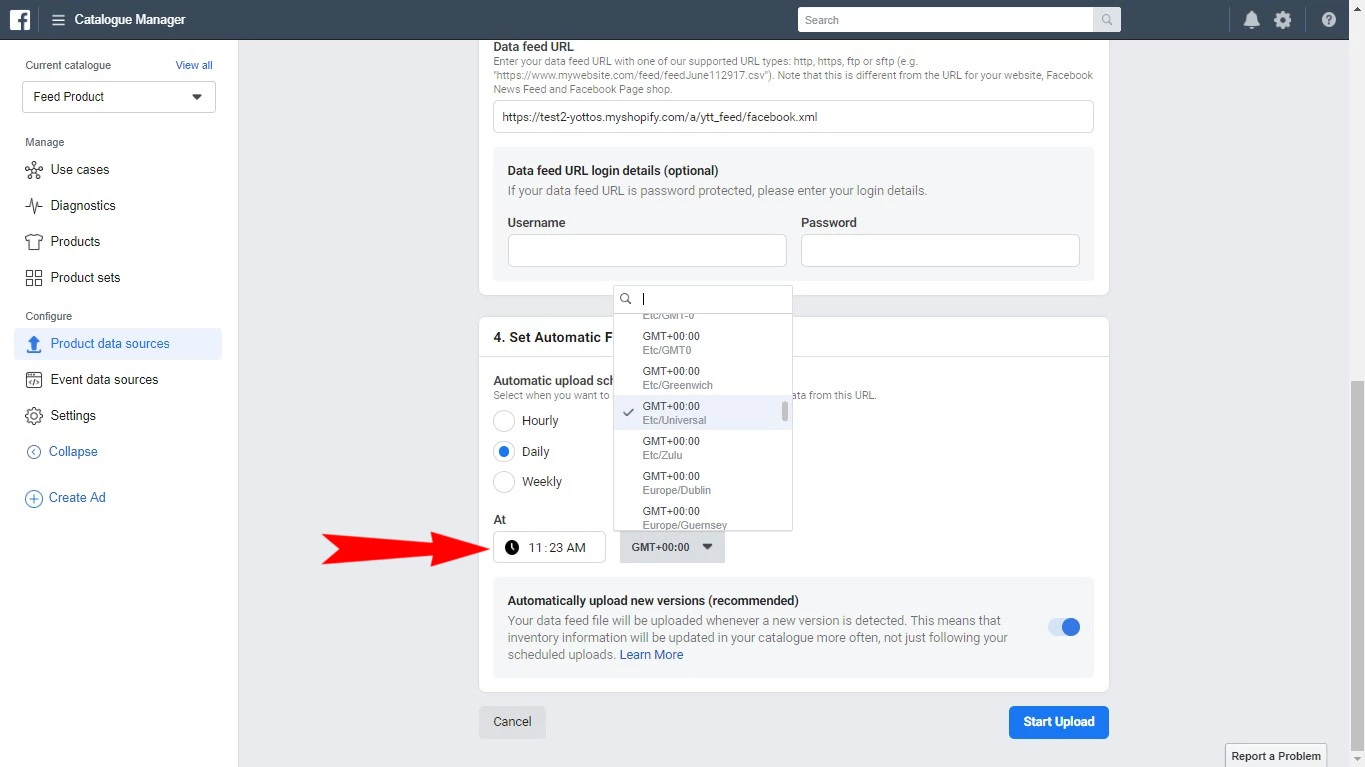 Catalogue Manager
Search
Current catalogue
View all
Feed Product
Manage
Use cases
Diagnostics
Products
Product sets
Configure
Product data sources
Event data sources
Settings
Collapse
Create Ad
Data feed URL
Enter your data feed URL with one of our supported URL types: http, https, ftp or sftp (e.g.
"https://www.mywebsite.com/feed/feedJune112917.csv"). Note that this is different from the URL for your website, Facebook
News Feed and Facebook Page shop.
https://test2-yottos.myshopify.com/a/ytt_feed/facebook.xml
Data feed URL login details (optional)
If your data feed URL is password protected, please enter your login details.
Username
Password
4. Set Automatic F
Automatic upload sch
Select when you want to
ata from this URL.
Hourly
Daily
Weekly
Etc/GMT-0
GMT+00:00
Etc/GMT0
GMT+00:00
Etc/Greenwich
GMT+00:00
Etc/Universal
GMT+00:00
Etc/Zulu
GMT+00:00
Europe/Dublin
GMT+00:00
Europe/Guernsey
At
11:23 AM
GMT+00:00
Automatically upload new versions (recommended)
Your data feed file will be uploaded whenever a new version is detected. This means that
inventory information will be updated in your catalogue more often, not just following your
scheduled uploads. Learn More
Cancel
Start Upload
Report a Problem